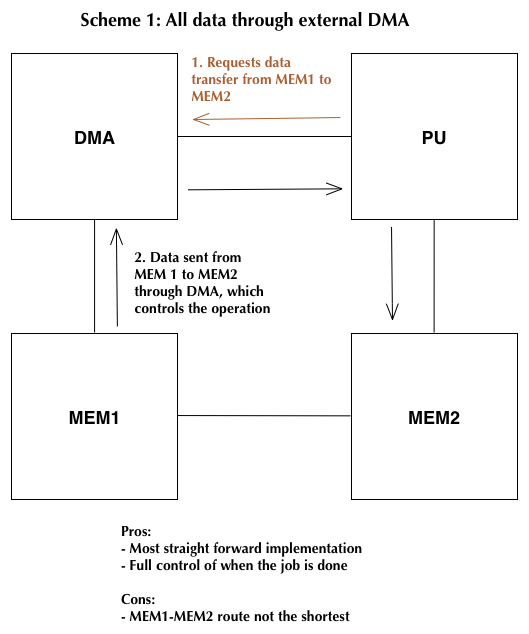 Scheme 1: All data through external DMA
1. Requests data
transfer from MEM1 to
MEM2
DMA
PU
2. Data sent from
MEM 1 to MEM2
through DMA, which
controls the operation
MEM1
MEM2
Pros:
- Most straight forward implementation
- Full control of when the job is done
Cons:
- MEM1-MEM2 route not the shortest